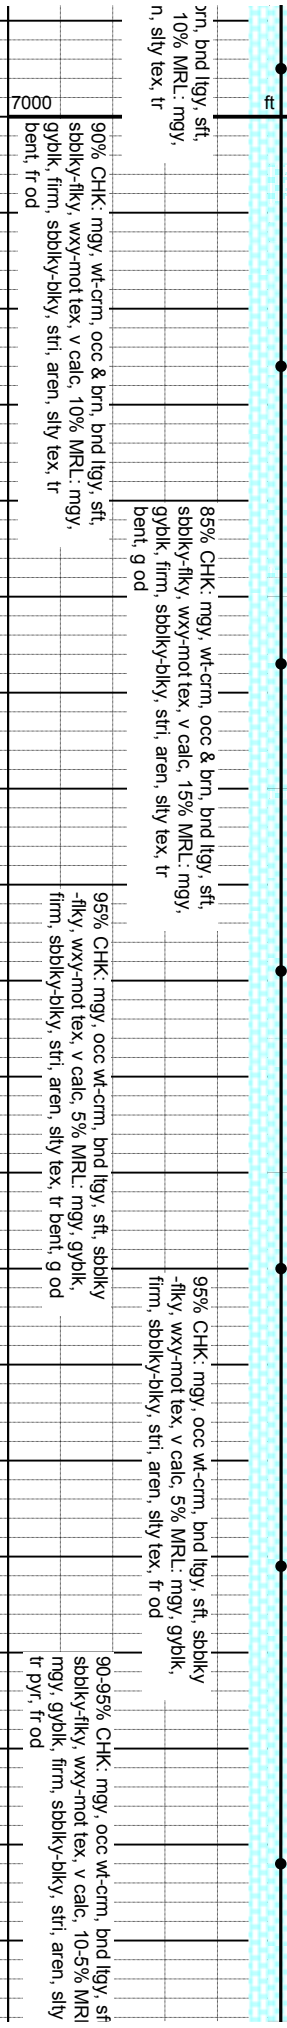 orn, bnd ltgy, sft,
10% MRL: mgy,
n, slty tex, tr
7000
ft
90% CHK: mgy, wt-crm, occ & brn, bnd ltgy, sft,
sbblky-flky, wxy-mot tex, v calc, 10% MRL: mgy,
gyblk, firm, sbblky-blky, stri, aren, slty tex, tr
bent, fr od
85% CHK: mgy, wt-crm, occ & brn, bnd ltgy, sft,
sbblky-flky, wxy-mot tex, v calc, 15% MRL: mgy,
gyblk, firm, sbblky-blky, stri, aren, slty tex, tr
bent, g od
95% CHK: mgy, occ wt-crm, bnd ltgy, sft, sbblky
-flky, wxy-mot tex, v calc, 5% MRL: mgy, gyblk,
firm, sbblky-blky, stri, aren, slty tex, tr bent, g od
95% CHK: mgy, occ wt-crm, bnd ltgy, sft, sbblky
-flky, wxy-mot tex, v calc, 5% MRL: mgy, gyblk,
firm, sbblky-blky, stri, aren, slty tex, fr od
90-95% CHK: mgy, occ wt-crm, bnd ltgy, sf
sbblky-flky, wxy-mot tex, v calc, 10-5% MRL
mgy, gyblk, firm, sbblky-blky, stri, aren, slty
tr pyr, fr od